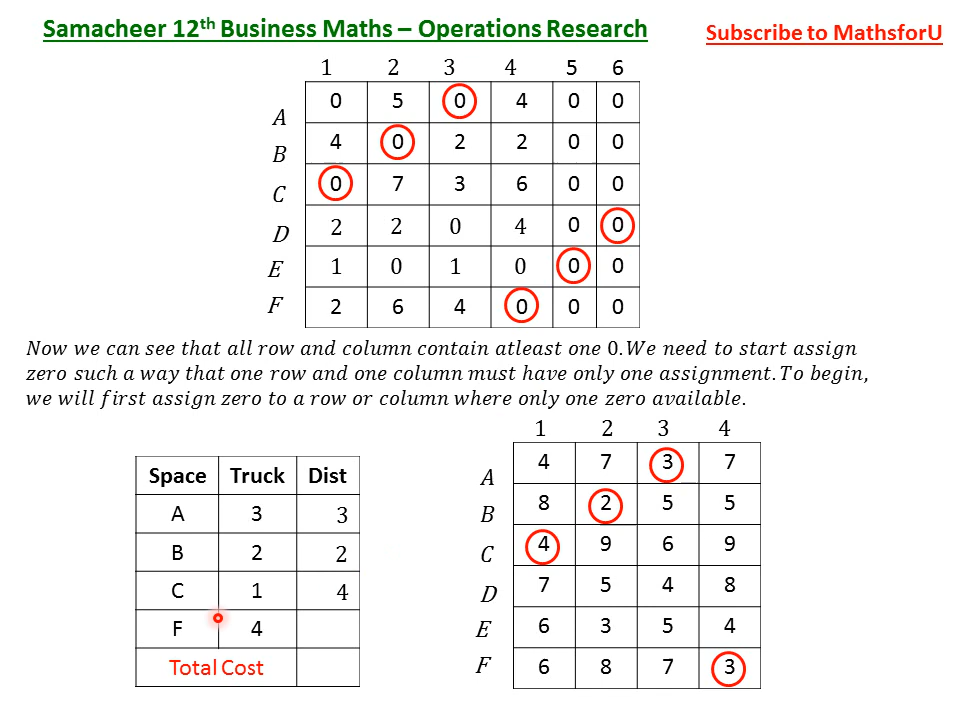 Samacheer 12th Business Maths – Operations Research
Subscribe to MathsforU
1 2 3 4 5 6
A 0 5 0 4 0 0
B 4 0 2 2 0 0
C 0 7 3 6 0 0
D 2 2 0 4 0 0
E 1 0 1 0 0 0
F 2 6 4 0 0 0
Now we can see that all row and column contain atleast one 0.We need to start assign
zero such a way that one row and one column must have only one assignment.To begin,
we will first assign zero to a row or column where only one zero available.
Space Truck Dist
A 3 3
B 2 2
C 1 4
F 4
Total Cost
1 2 3 4
A 4 7 3 7
B 8 2 5 5
C 4 9 6 9
D 7 5 4 8
E 6 3 5 4
F 6 8 7 3